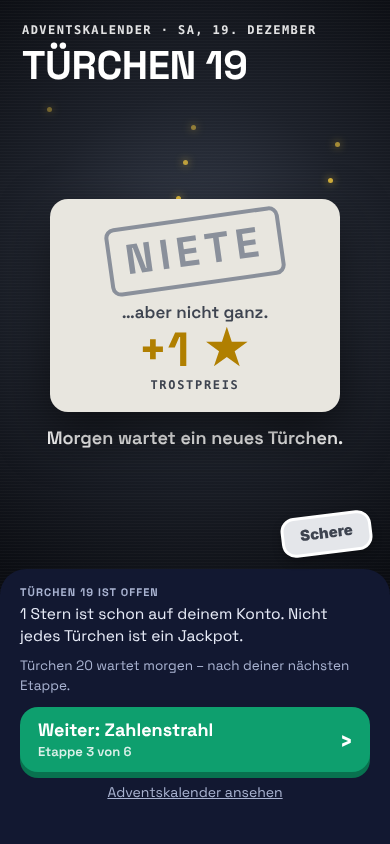 ADVENTSKALENDER · SA, 19. DEZEMBER
TÜRCHEN 19
NIETE
...aber nicht ganz.
+1 ★
TROSTPREIS
Morgen wartet ein neues Türchen.
Schere
TÜRCHEN 19 IST OFFEN
1 Stern ist schon auf deinem Konto. Nicht
jedes Türchen ist ein Jackpot.
Türchen 20 wartet morgen – nach deiner nächsten
Etappe.
Weiter: Zahlenstrahl
Etappe 3 von 6
>
Adventskalender ansehen